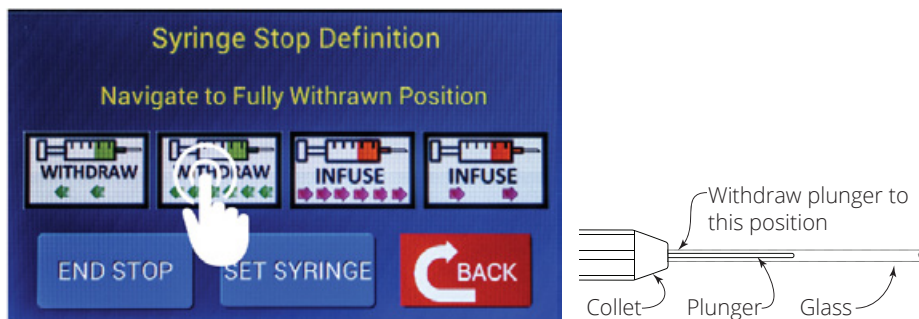 Syringe Stop Definition
Navigate to Fully Withrawn Position
WITHDRAW
WITHDRAW
INFUSE
INFUSE
END STOP
SET SYRINGE
BACK
Withdraw plunger to
this position
Collet
Plunger
Glass